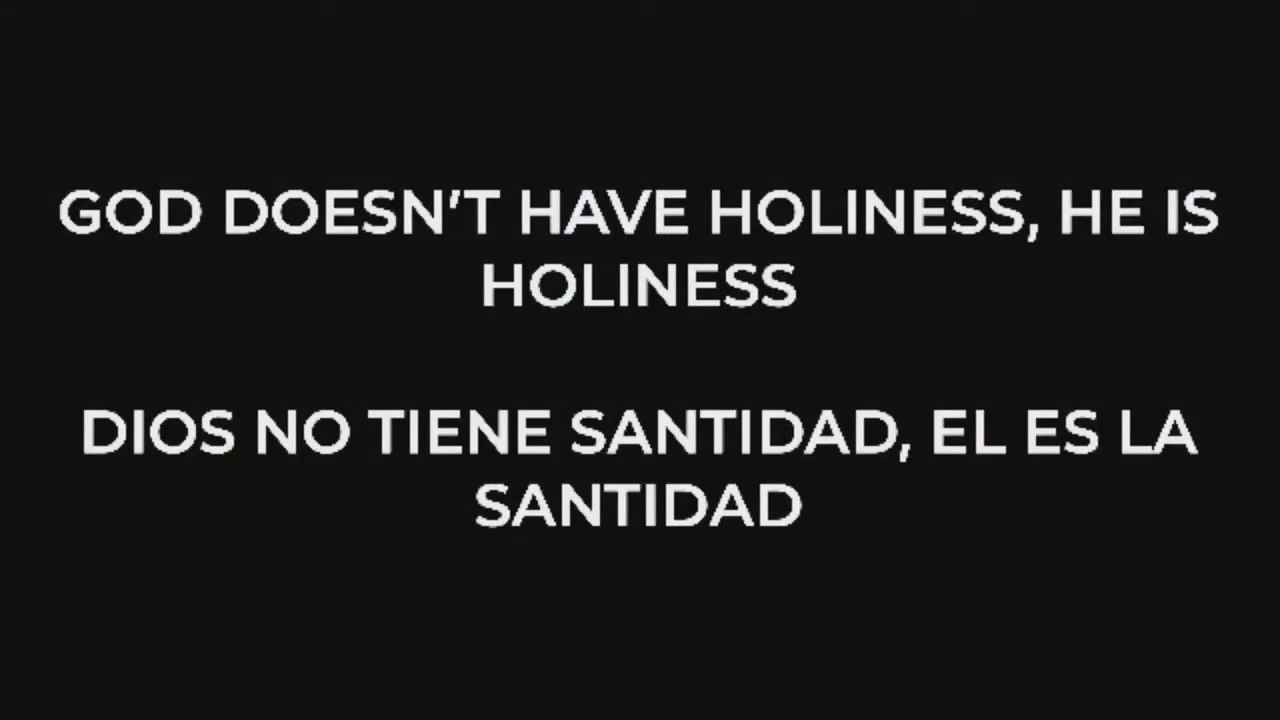 GOD DOESN'T HAVE HOLINESS, HE IS
HOLINESS
DIOS NO TIENE SANTIDAD, EL ES LA
SANTIDAD